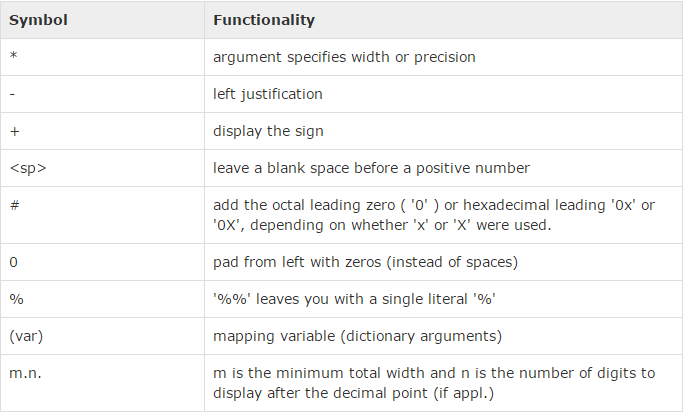 Symbol Functionality
* argument specifies width or precision
- left justification
+ display the sign
<sp> leave a blank space before a positive number
# add the octal leading zero ( '0' ) or hexadecimal leading '0x' or
'0X', depending on whether 'x' or 'X' were used.
0 pad from left with zeros (instead of spaces)
% '%%' leaves you with a single literal '%'
(var) mapping variable (dictionary arguments)
m.n. m is the minimum total width and n is the number of digits to
display after the decimal point (if appl.)